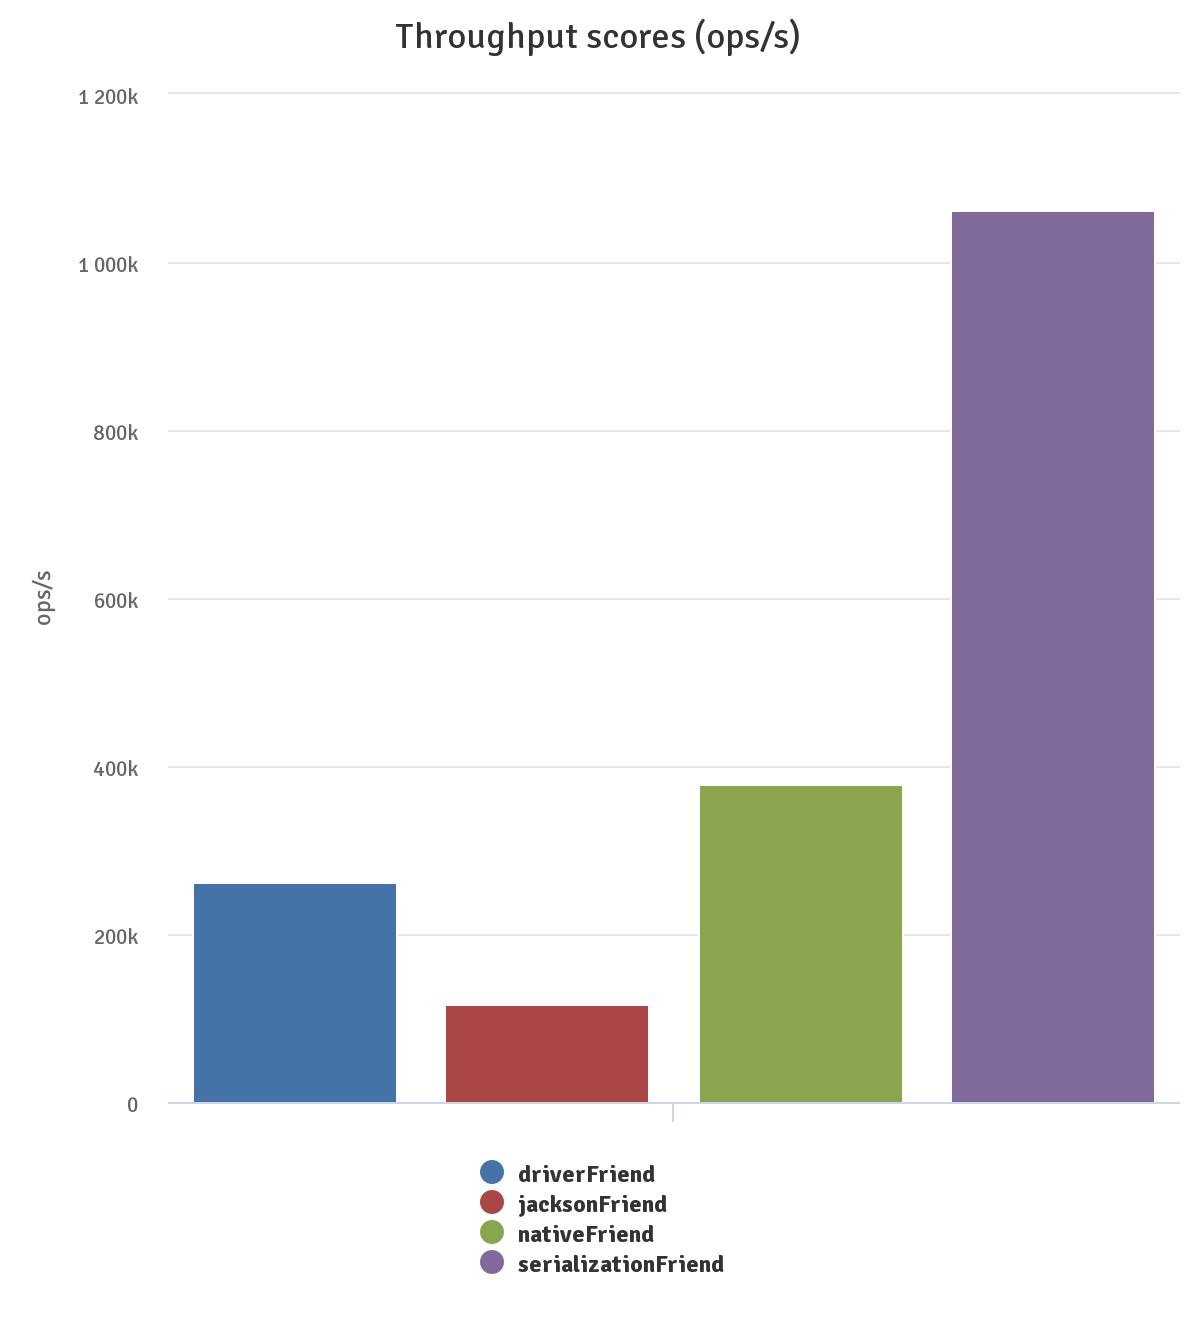 Throughput scores (ops/s)
1 200k
1 000k
800k
600k
400k
200k
0
ops/s
driverFriend
jacksonFriend
nativeFriend
serializationFriend